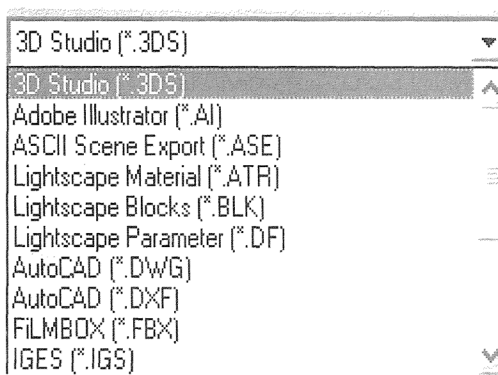 3D Studio (*.3DS)
3D Studio (*.3DS)
Adobe Illustrator (*.AI)
ASCII Scene Export (*.ASE)
Lightscape Material (*.ATR)
Lightscape Blocks (*.BLK)
Lightscape Parameter (*.DF)
AutoCAD (*.DWG)
AutoCAD (*.DXF)
FiLMBOX (*.FBX)
IGES (*.IGS)